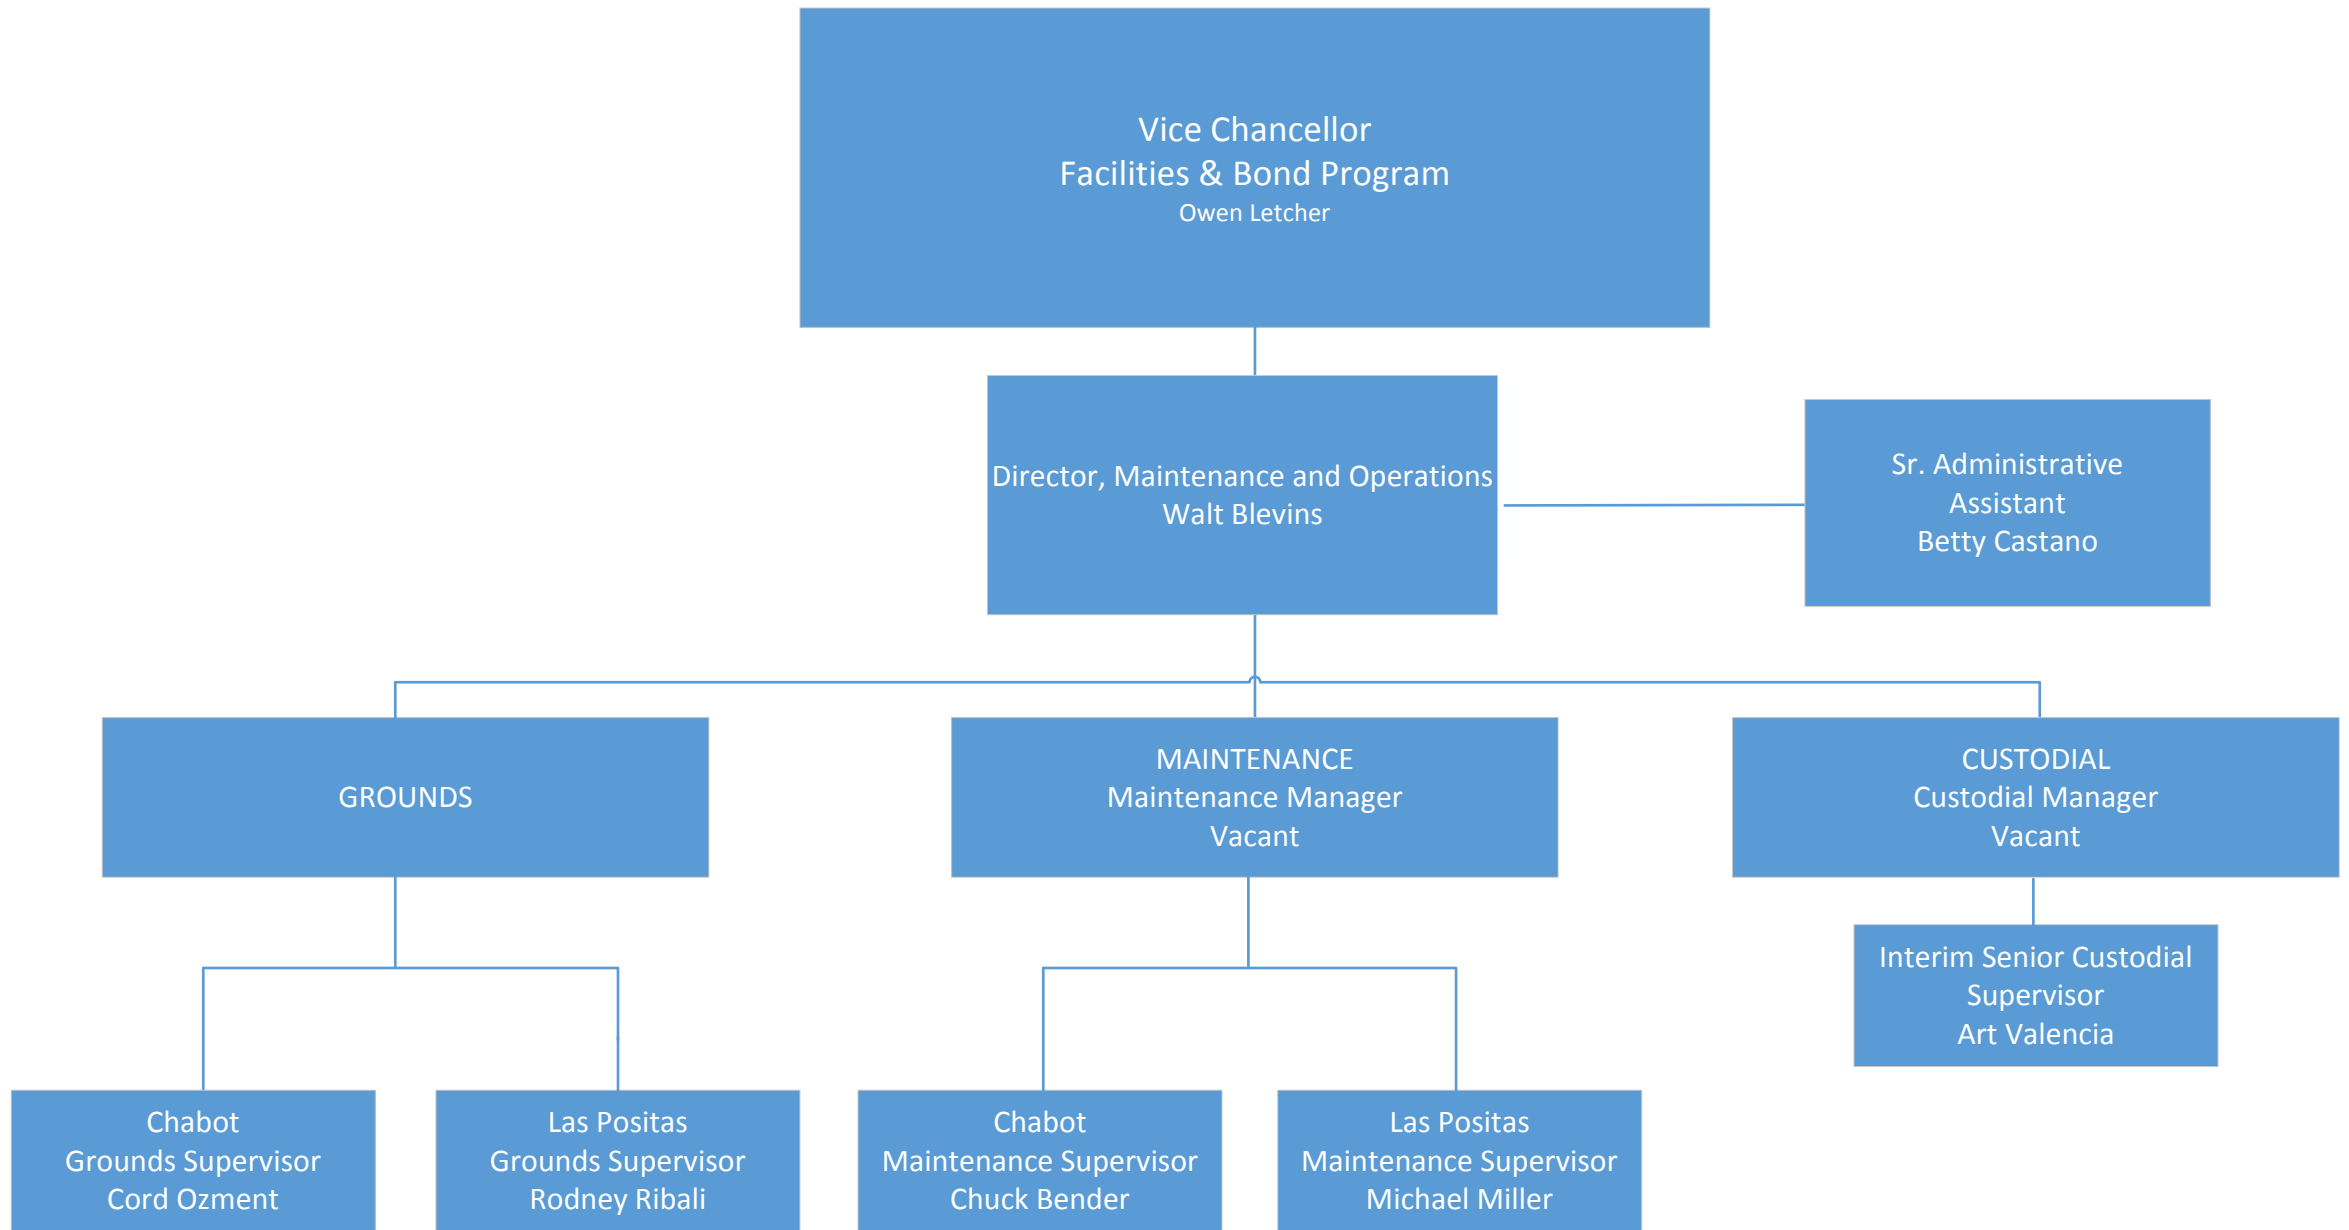 Vice Chancellor
Facilities & Bond Program
Owen Letcher
Director, Maintenance and Operations
Walt Blevins
Sr. Administrative
Assistant
Betty Castano
GROUNDS
MAINTENANCE
Maintenance Manager
Vacant
CUSTODIAL
Custodial Manager
Vacant
Interim Senior Custodial
Supervisor
Art Valencia
Chabot
Grounds Supervisor
Cord Ozment
Las Positas
Grounds Supervisor
Rodney Ribali
Chabot
Maintenance Supervisor
Chuck Bender
Las Positas
Maintenance Supervisor
Michael Miller